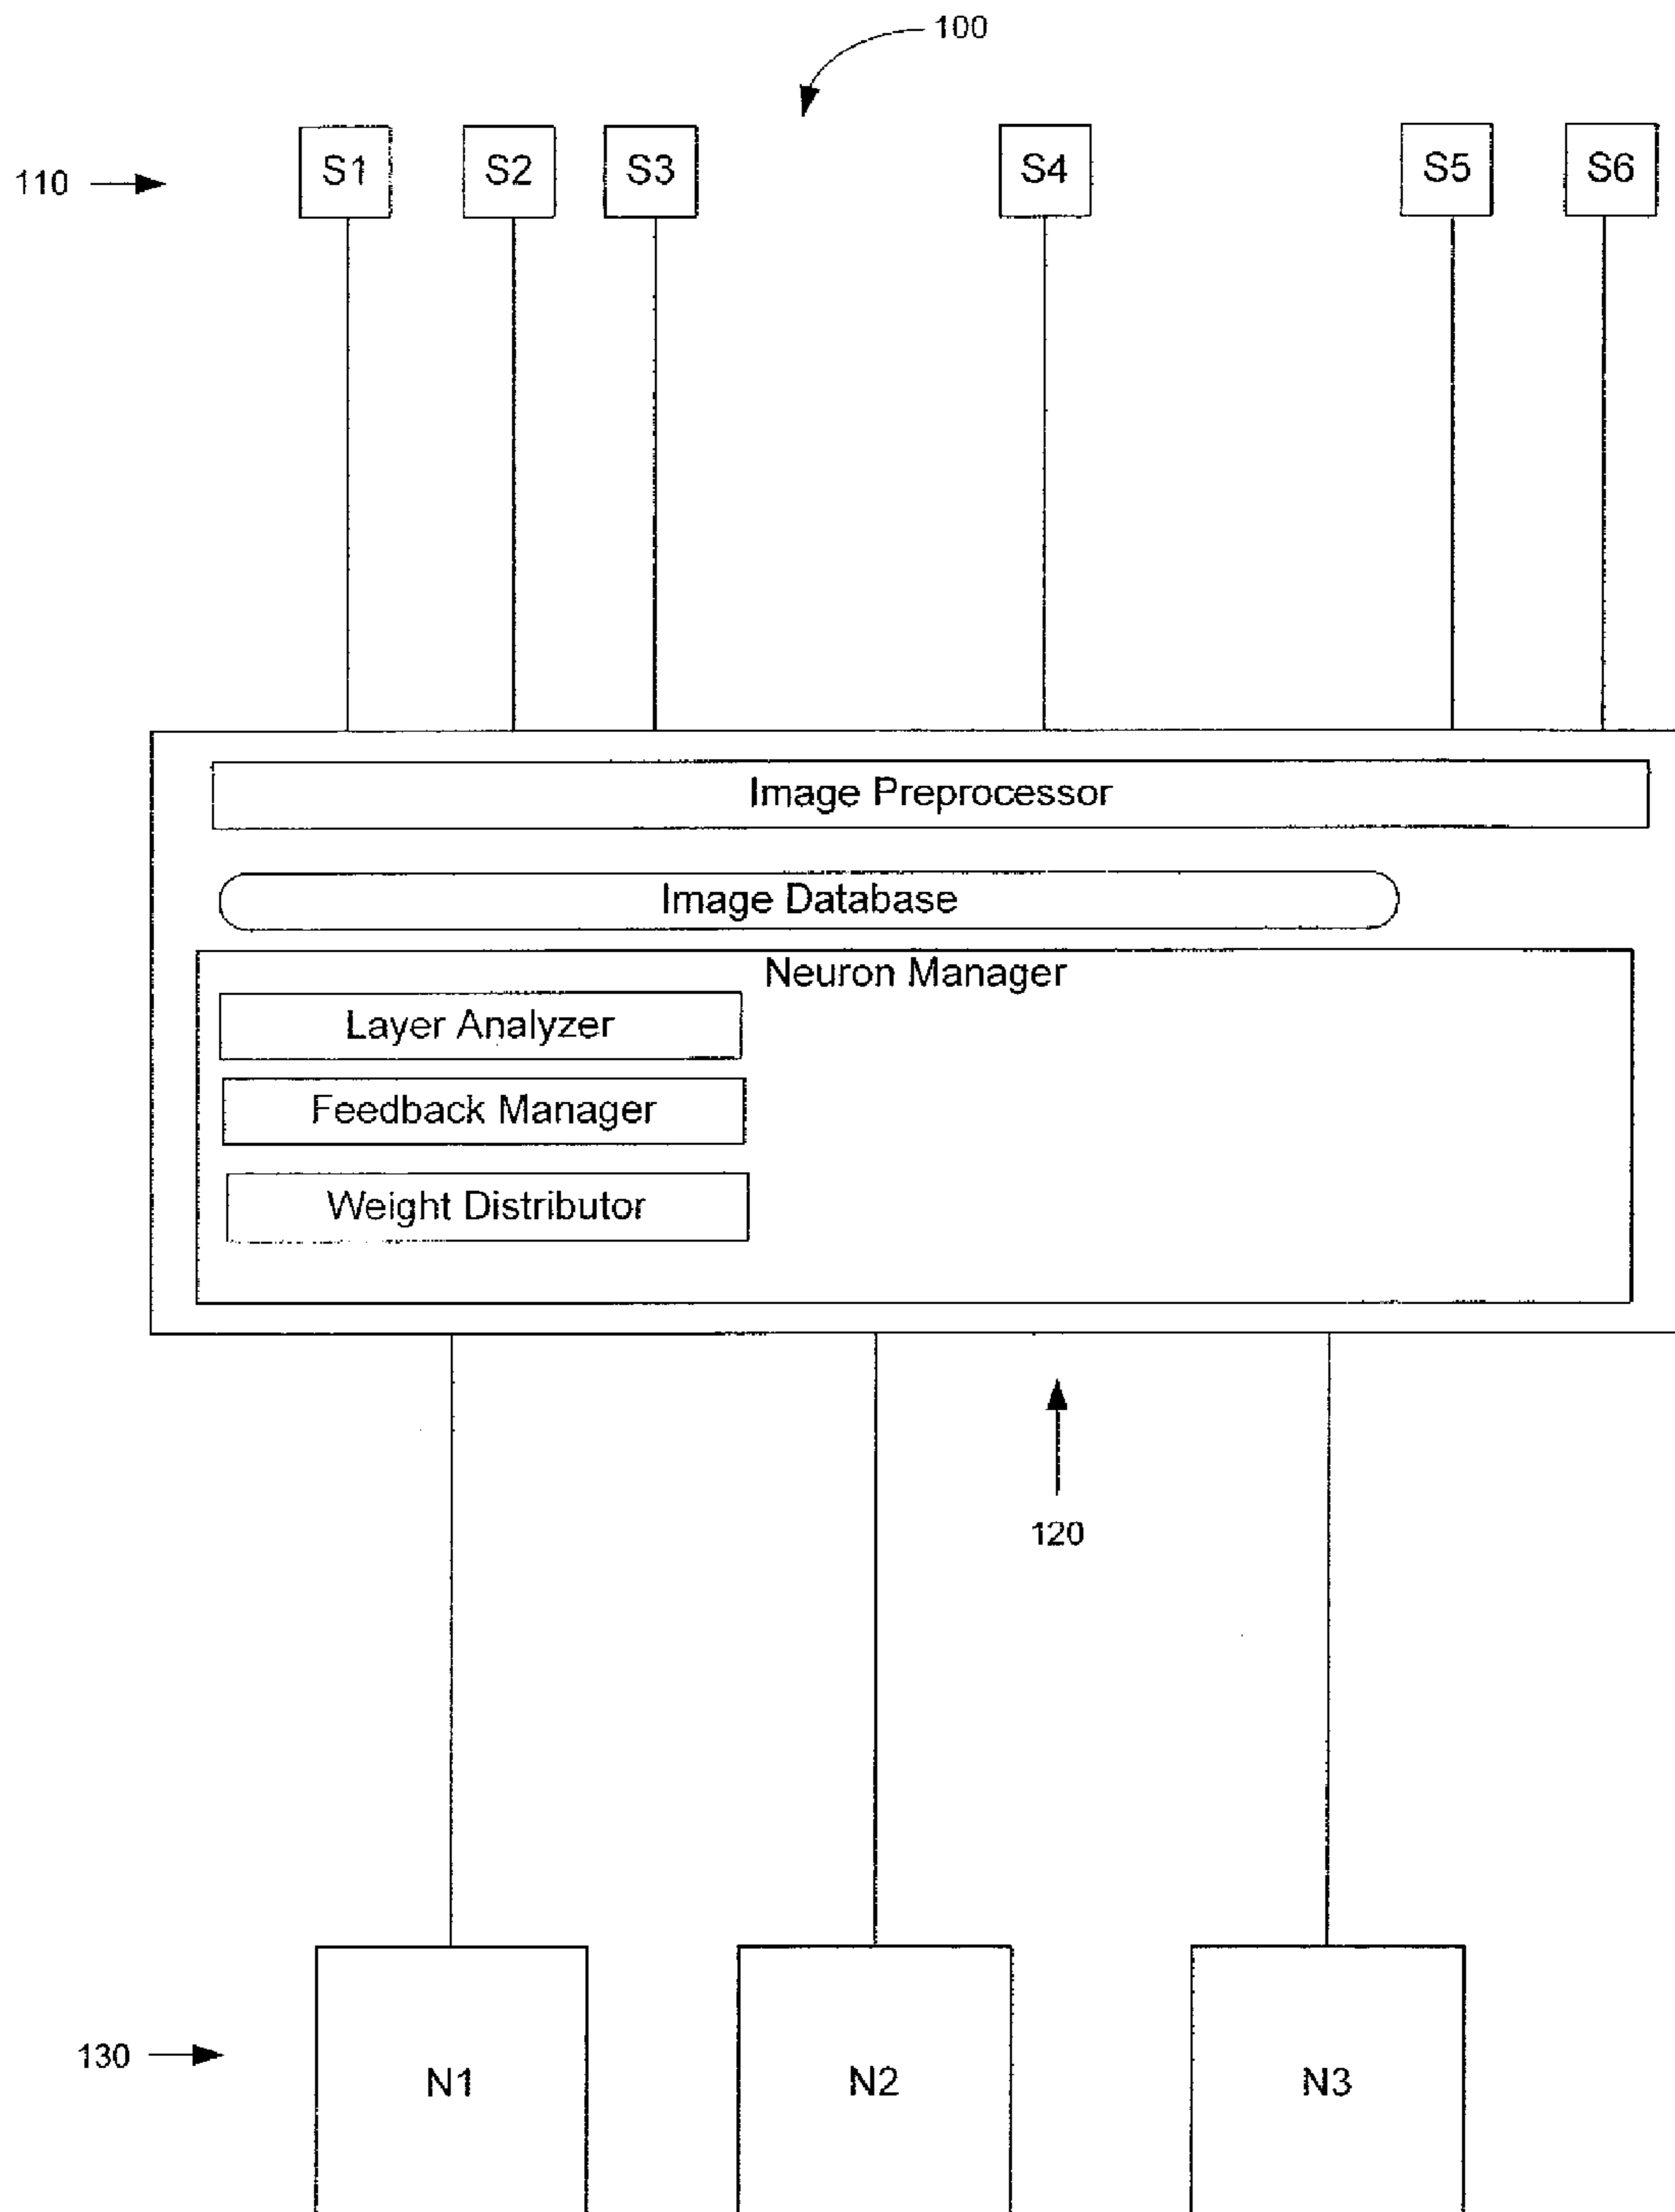 100
110
S1 S2 S3 S4 S5 S6
Image Preprocessor
Image Database
Neuron Manager
Layer Analyzer
Feedback Manager
Weight Distributor
120
130
N1 N2 N3